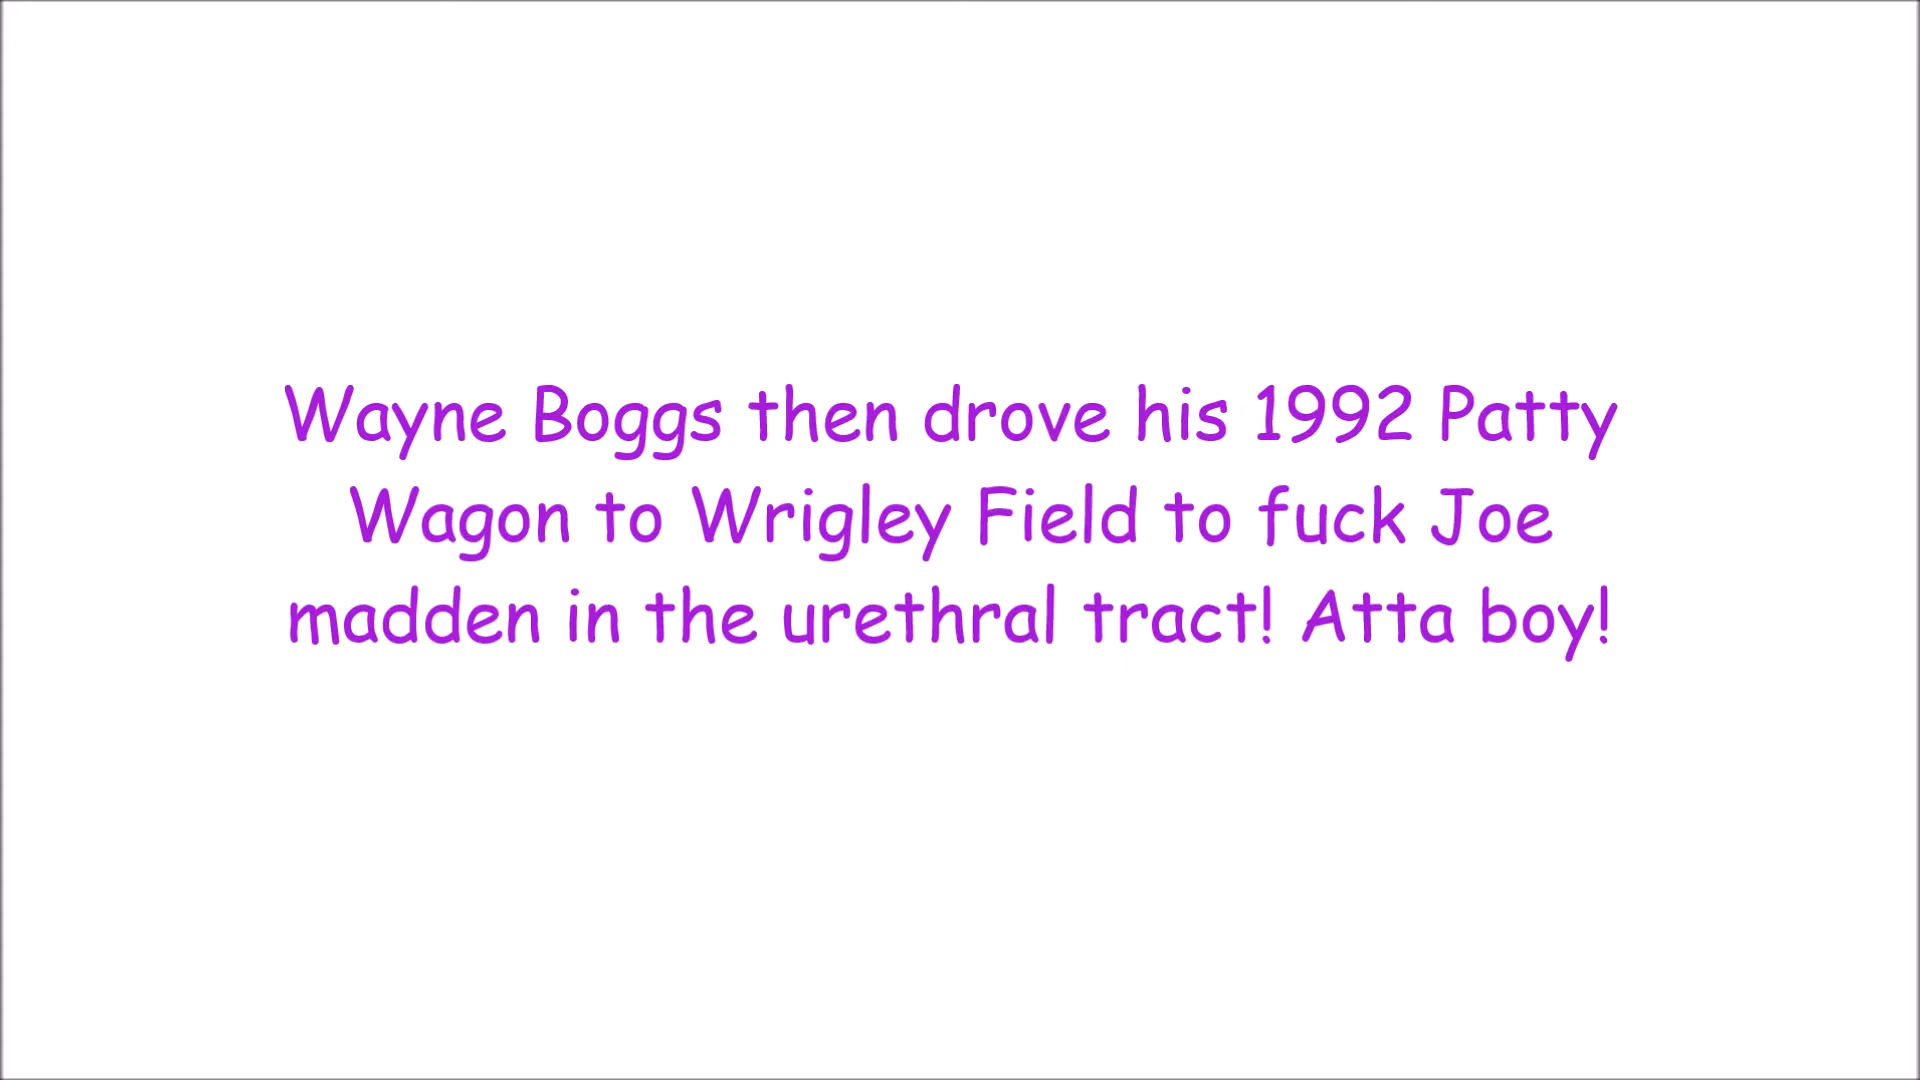 Wayne Boggs then drove his 1992 Patty
Wagon to Wrigley Field to fuck Joe
madden in the urethral tract! Atta boy!